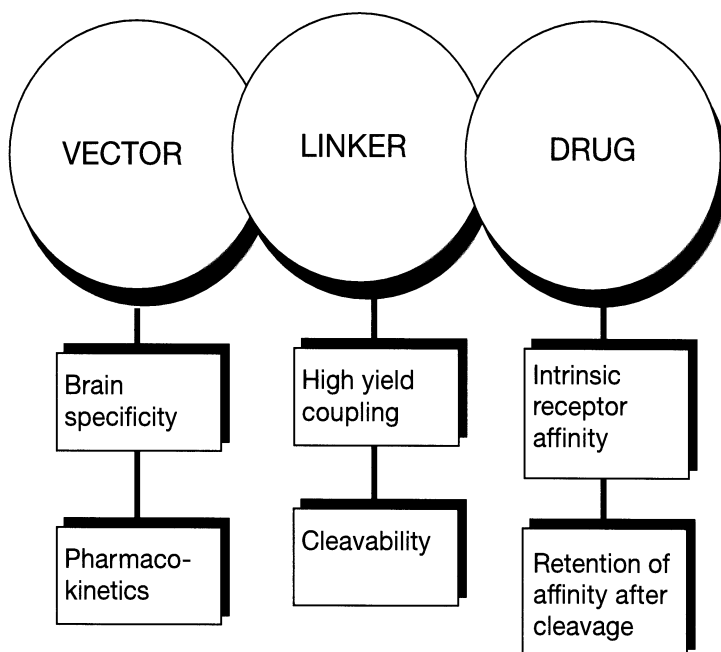 VECTOR
LINKER
DRUG
Brain
specificity
High yield
coupling
Intrinsic
receptor
affinity
Pharmaco-
kinetics
Cleavability
Retention of
affinity after
cleavage